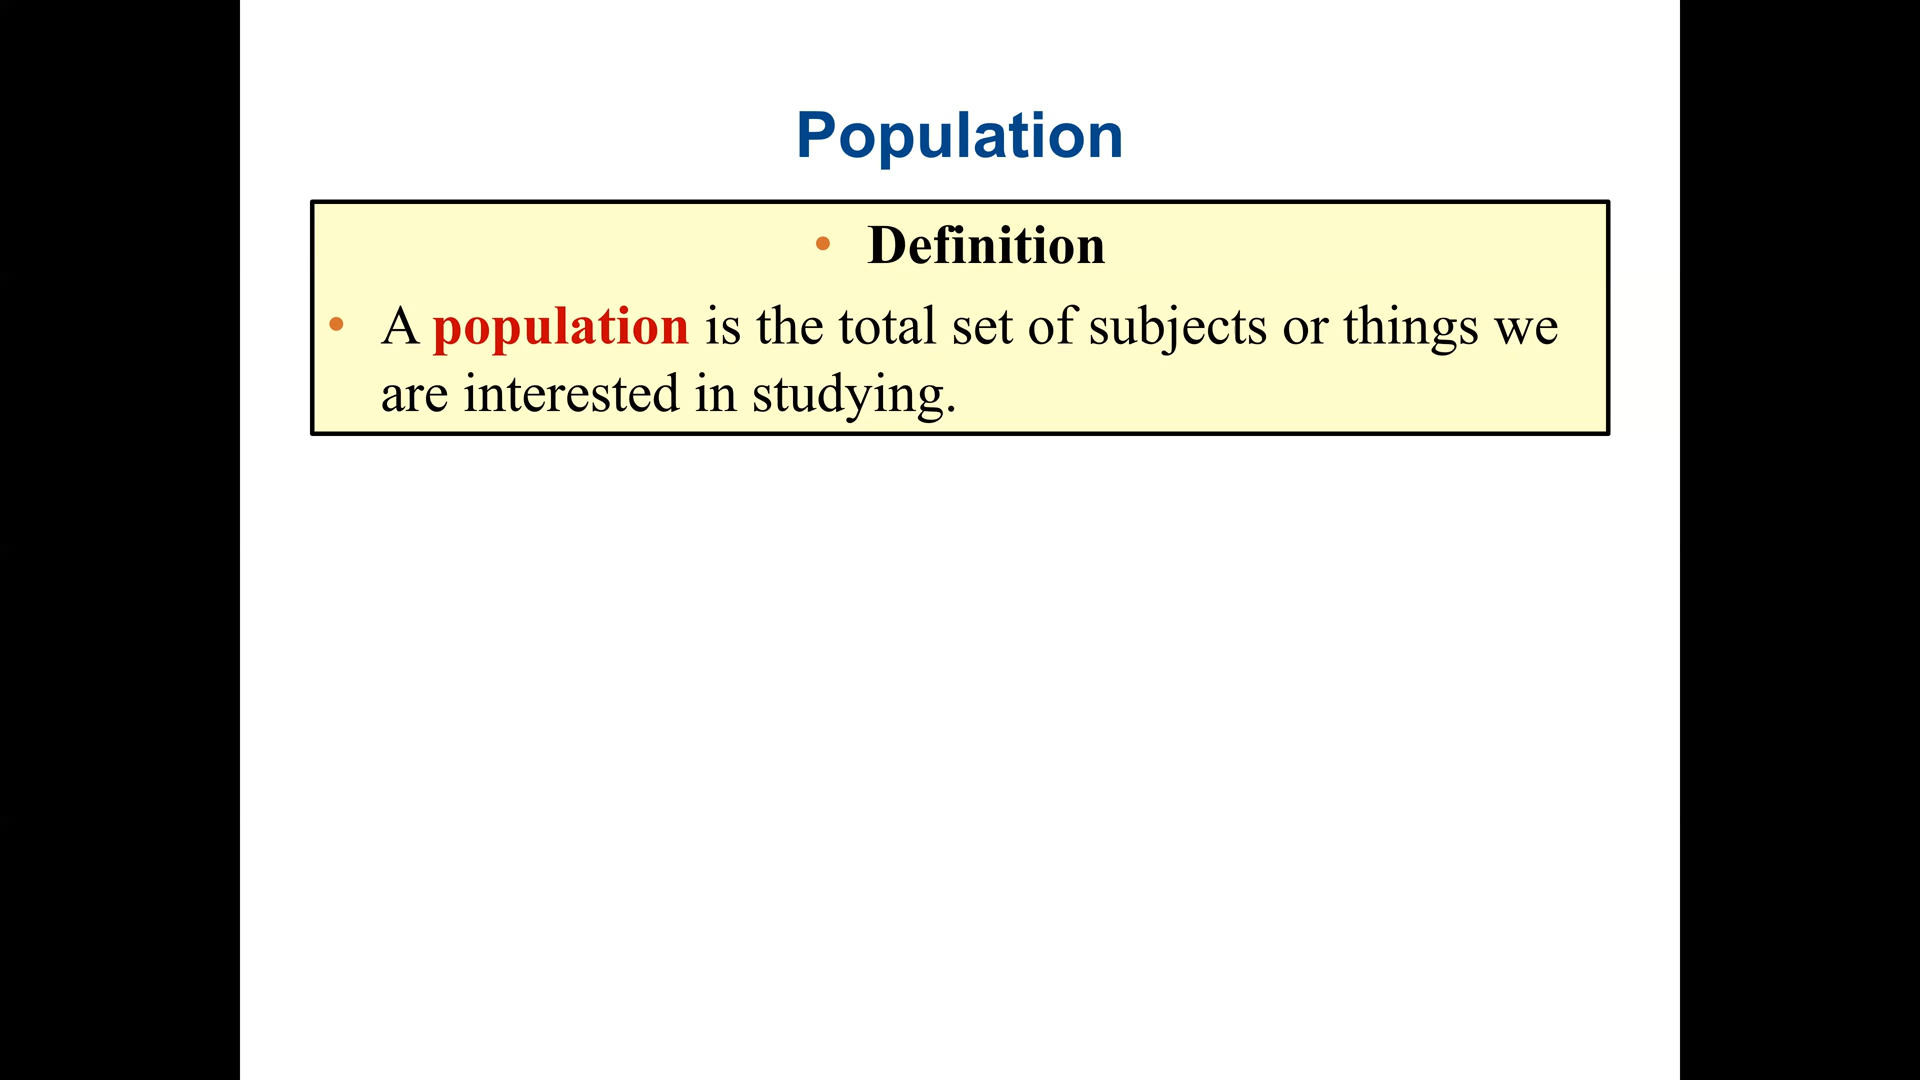 Population
• Definition
• A population is the total set of subjects or things we
are interested in studying.